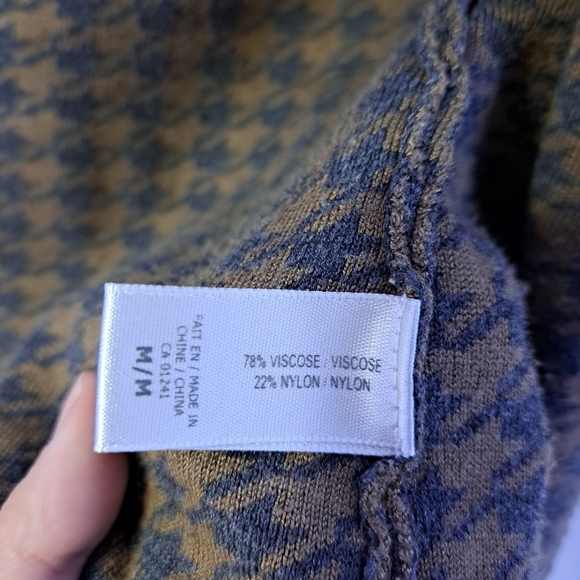 78% VISCOSE / VISCOSE
22% NYLON / NYLON
FAIT EN / MADE IN
CHINE / CHINA
CA 01241
M/M